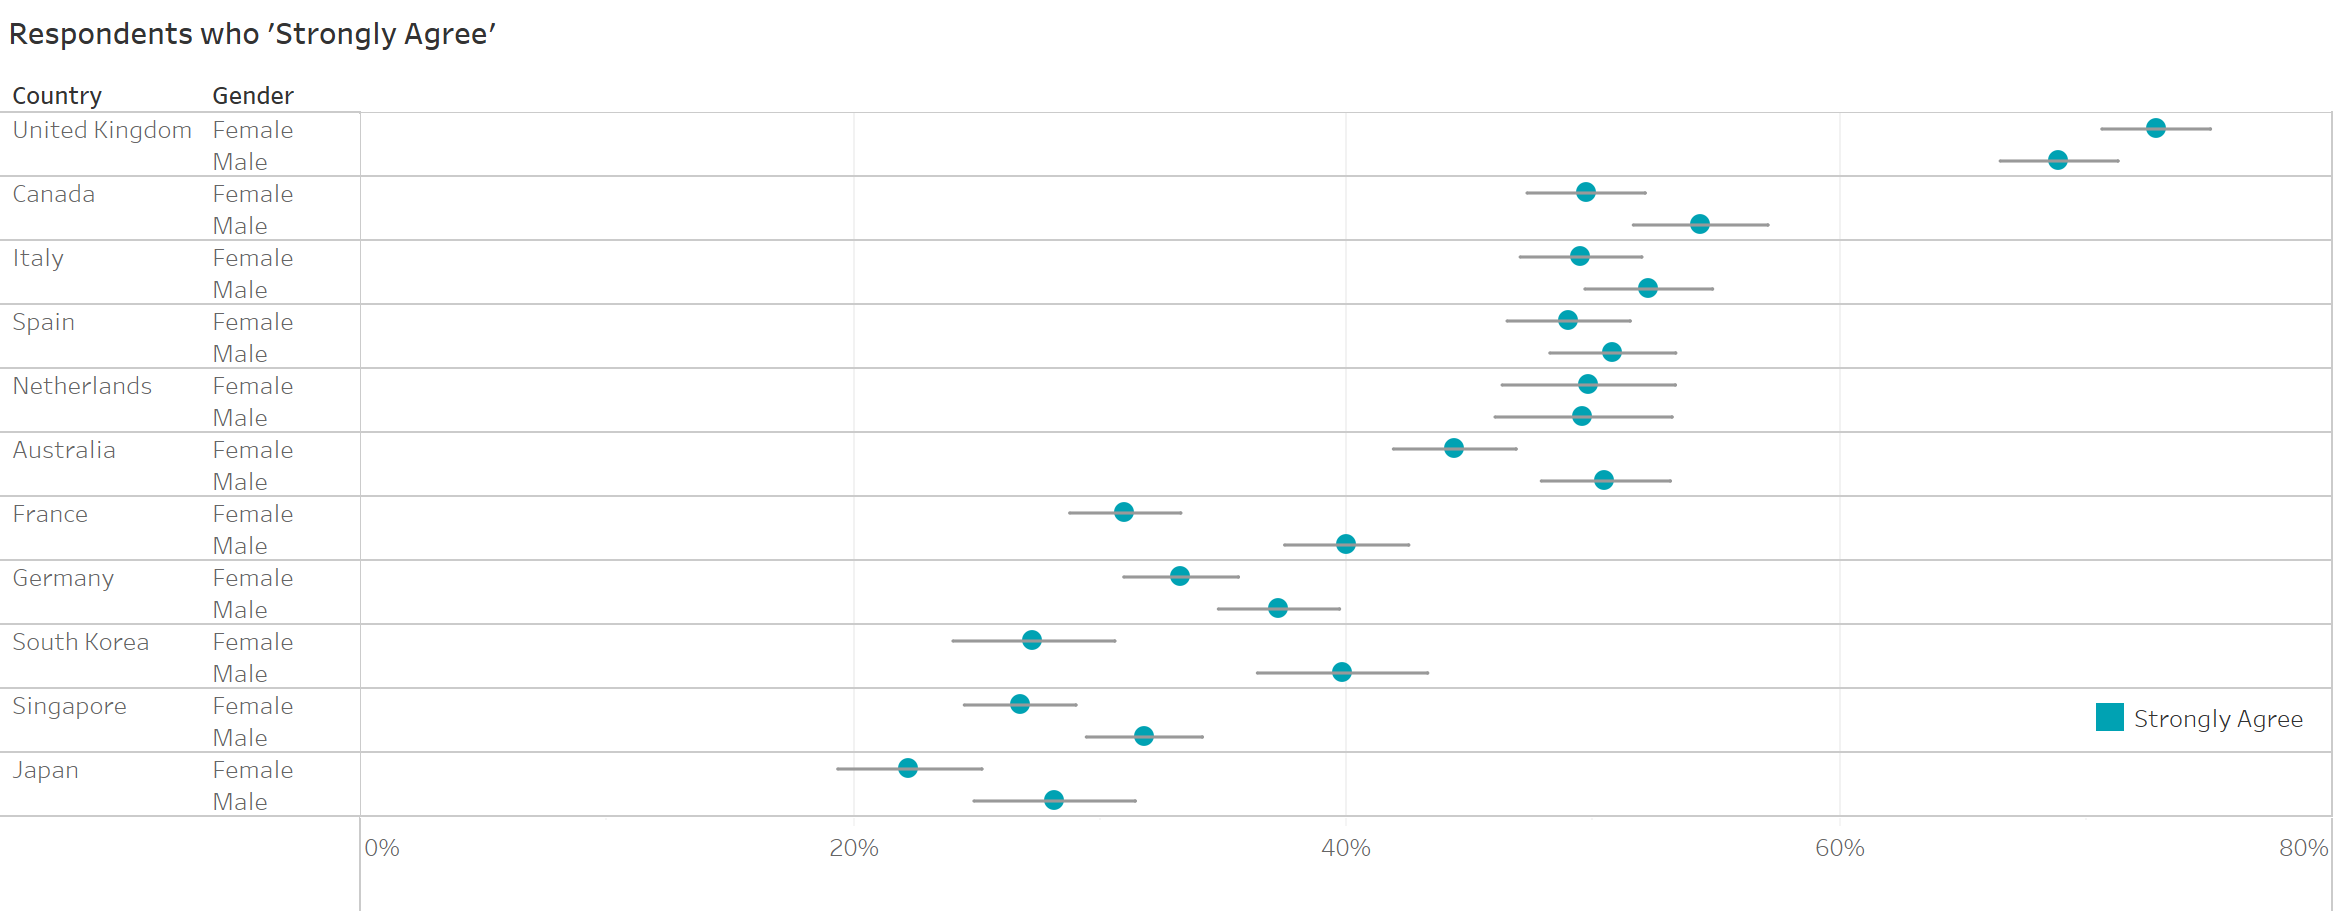 Respondents who ’Strongly Agree’
Country Gender
United Kingdom Female
Male
Canada Female
Male
Italy Female
Male
Spain Female
Male
Netherlands Female
Male
Australia Female
Male
France Female
Male
Germany Female
Male
South Korea Female
Male
Singapore Female
Strongly Agree
Male
Japan Female
Male
0% 20% 40% 60% 80%